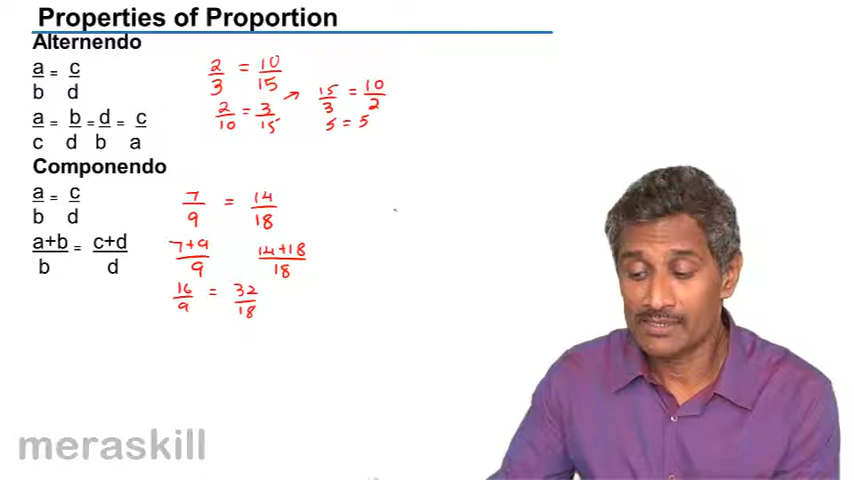 Properties of Proportion
Alternendo
a = c
b d
a = b = d = c
c d b a
2/3 = 10/15
2/10 = 3/15 → 15/3 = 10/2
5 = 5
Componendo
a = c
b d
a+b = c+d
b d
7/9 = 14/18
7+9/9 14+18/18
16/9 = 32/18
meraskill